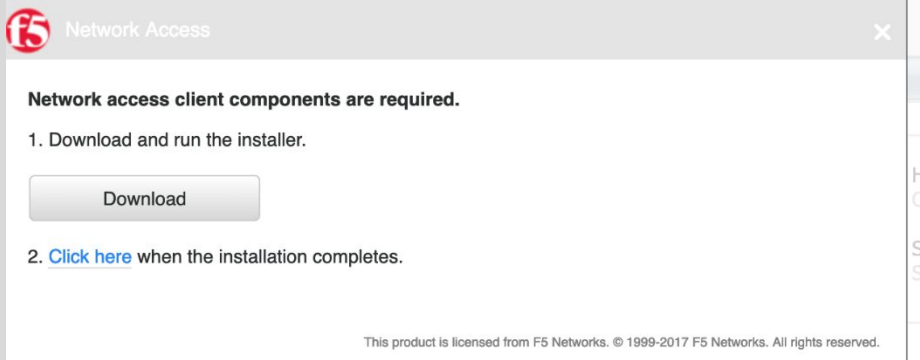 f5 Network Access
Network access client components are required.
1. Download and run the installer.
Download
2. Click here when the installation completes.
This product is licensed from F5 Networks. © 1999-2017 F5 Networks. All rights reserved.